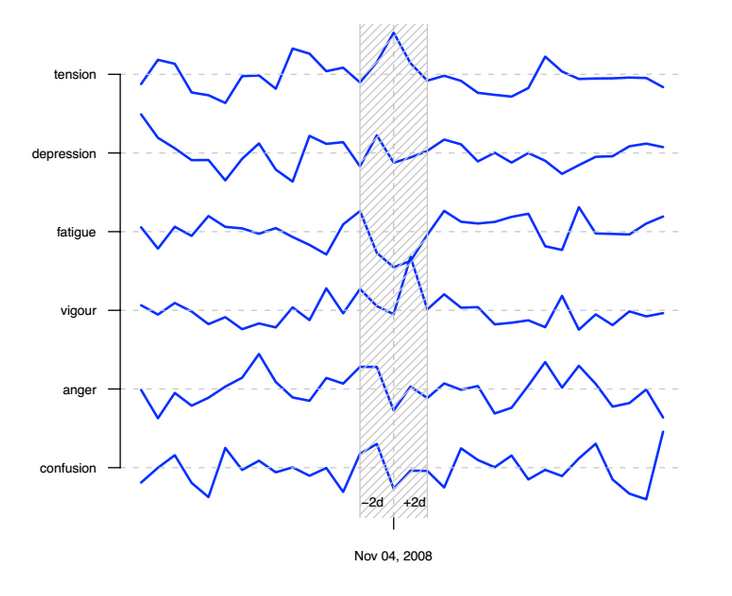 tension
depression
fatigue
vigour
anger
confusion
−2d +2d
Nov 04, 2008